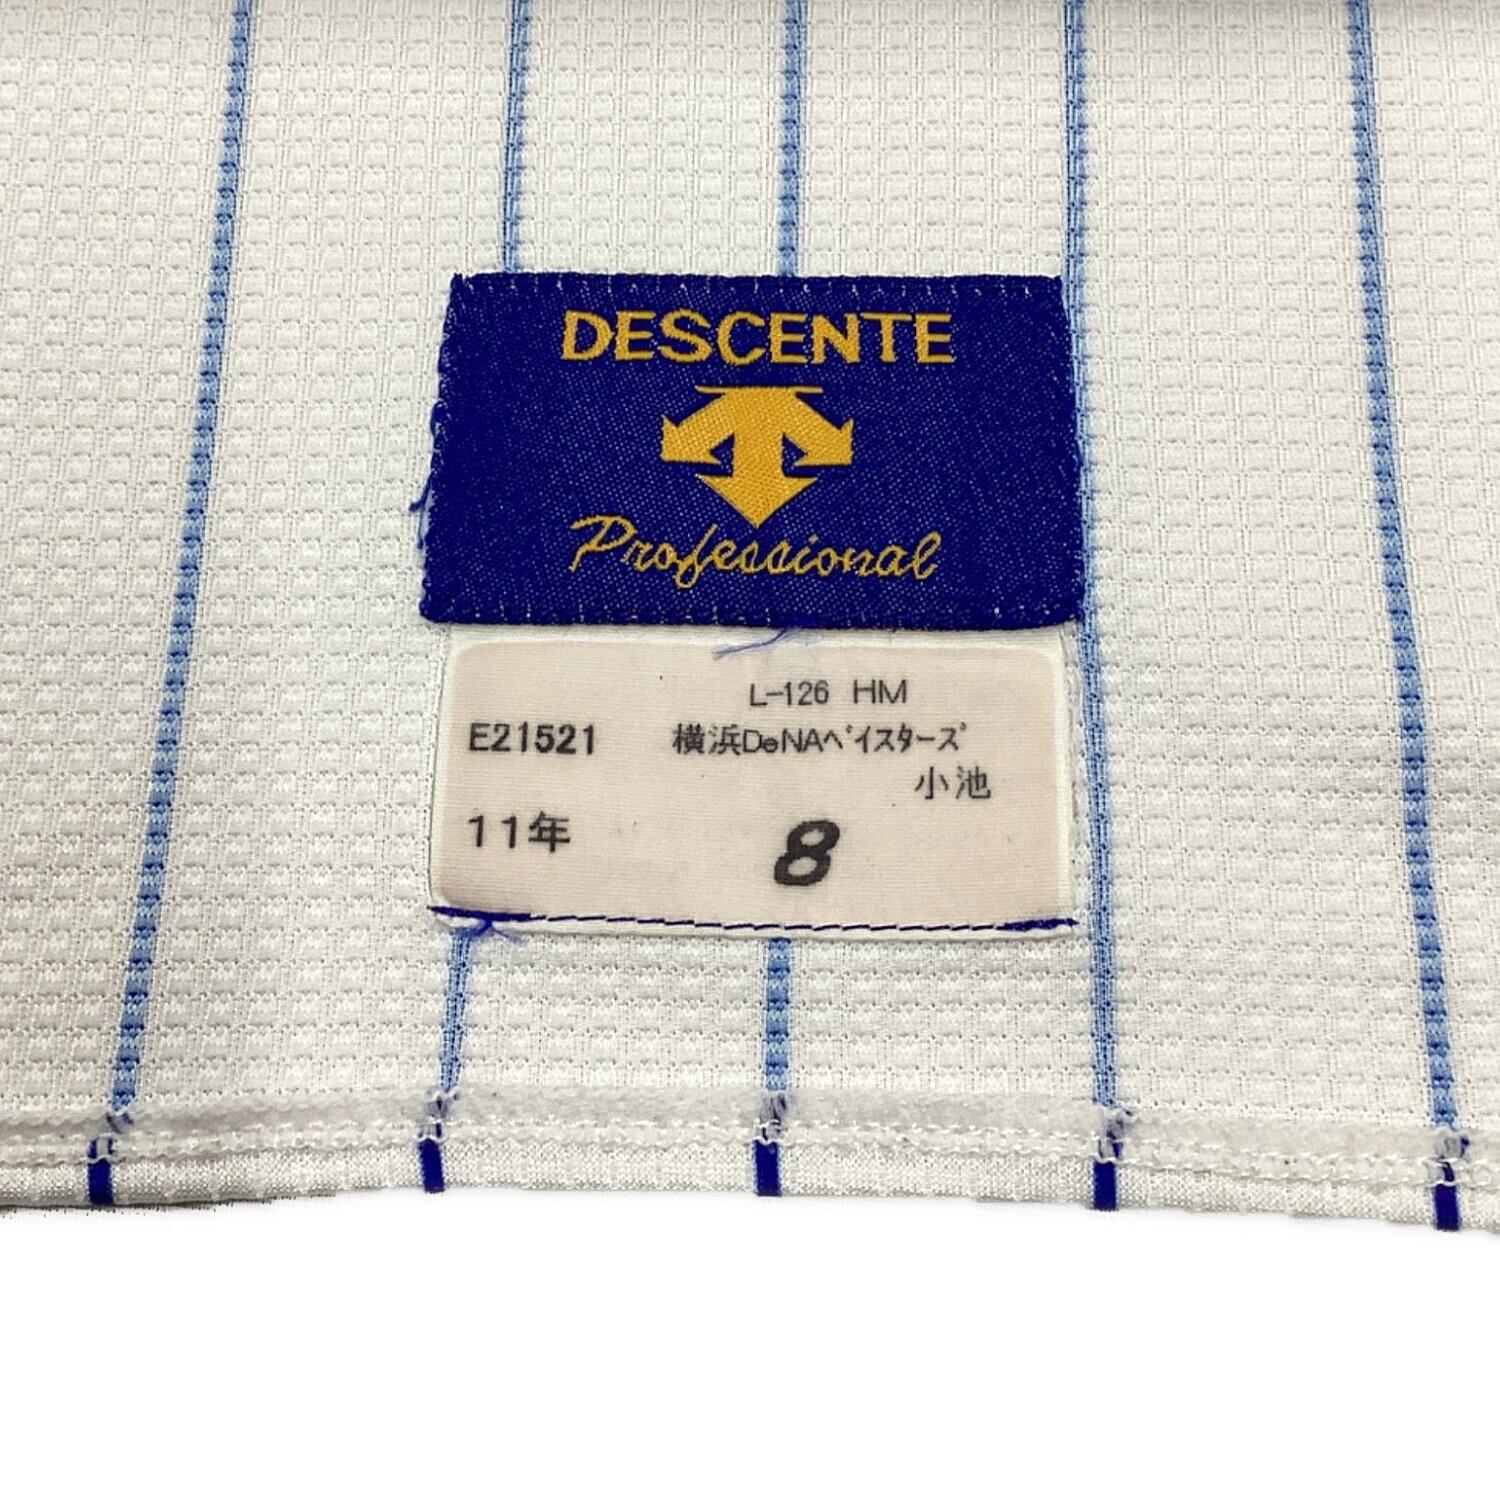 DESCENTE
Professional
L-126 HM
E21521 横浜DeNAﾍﾞｲｽﾀｰｽﾞ
小池
11年 8